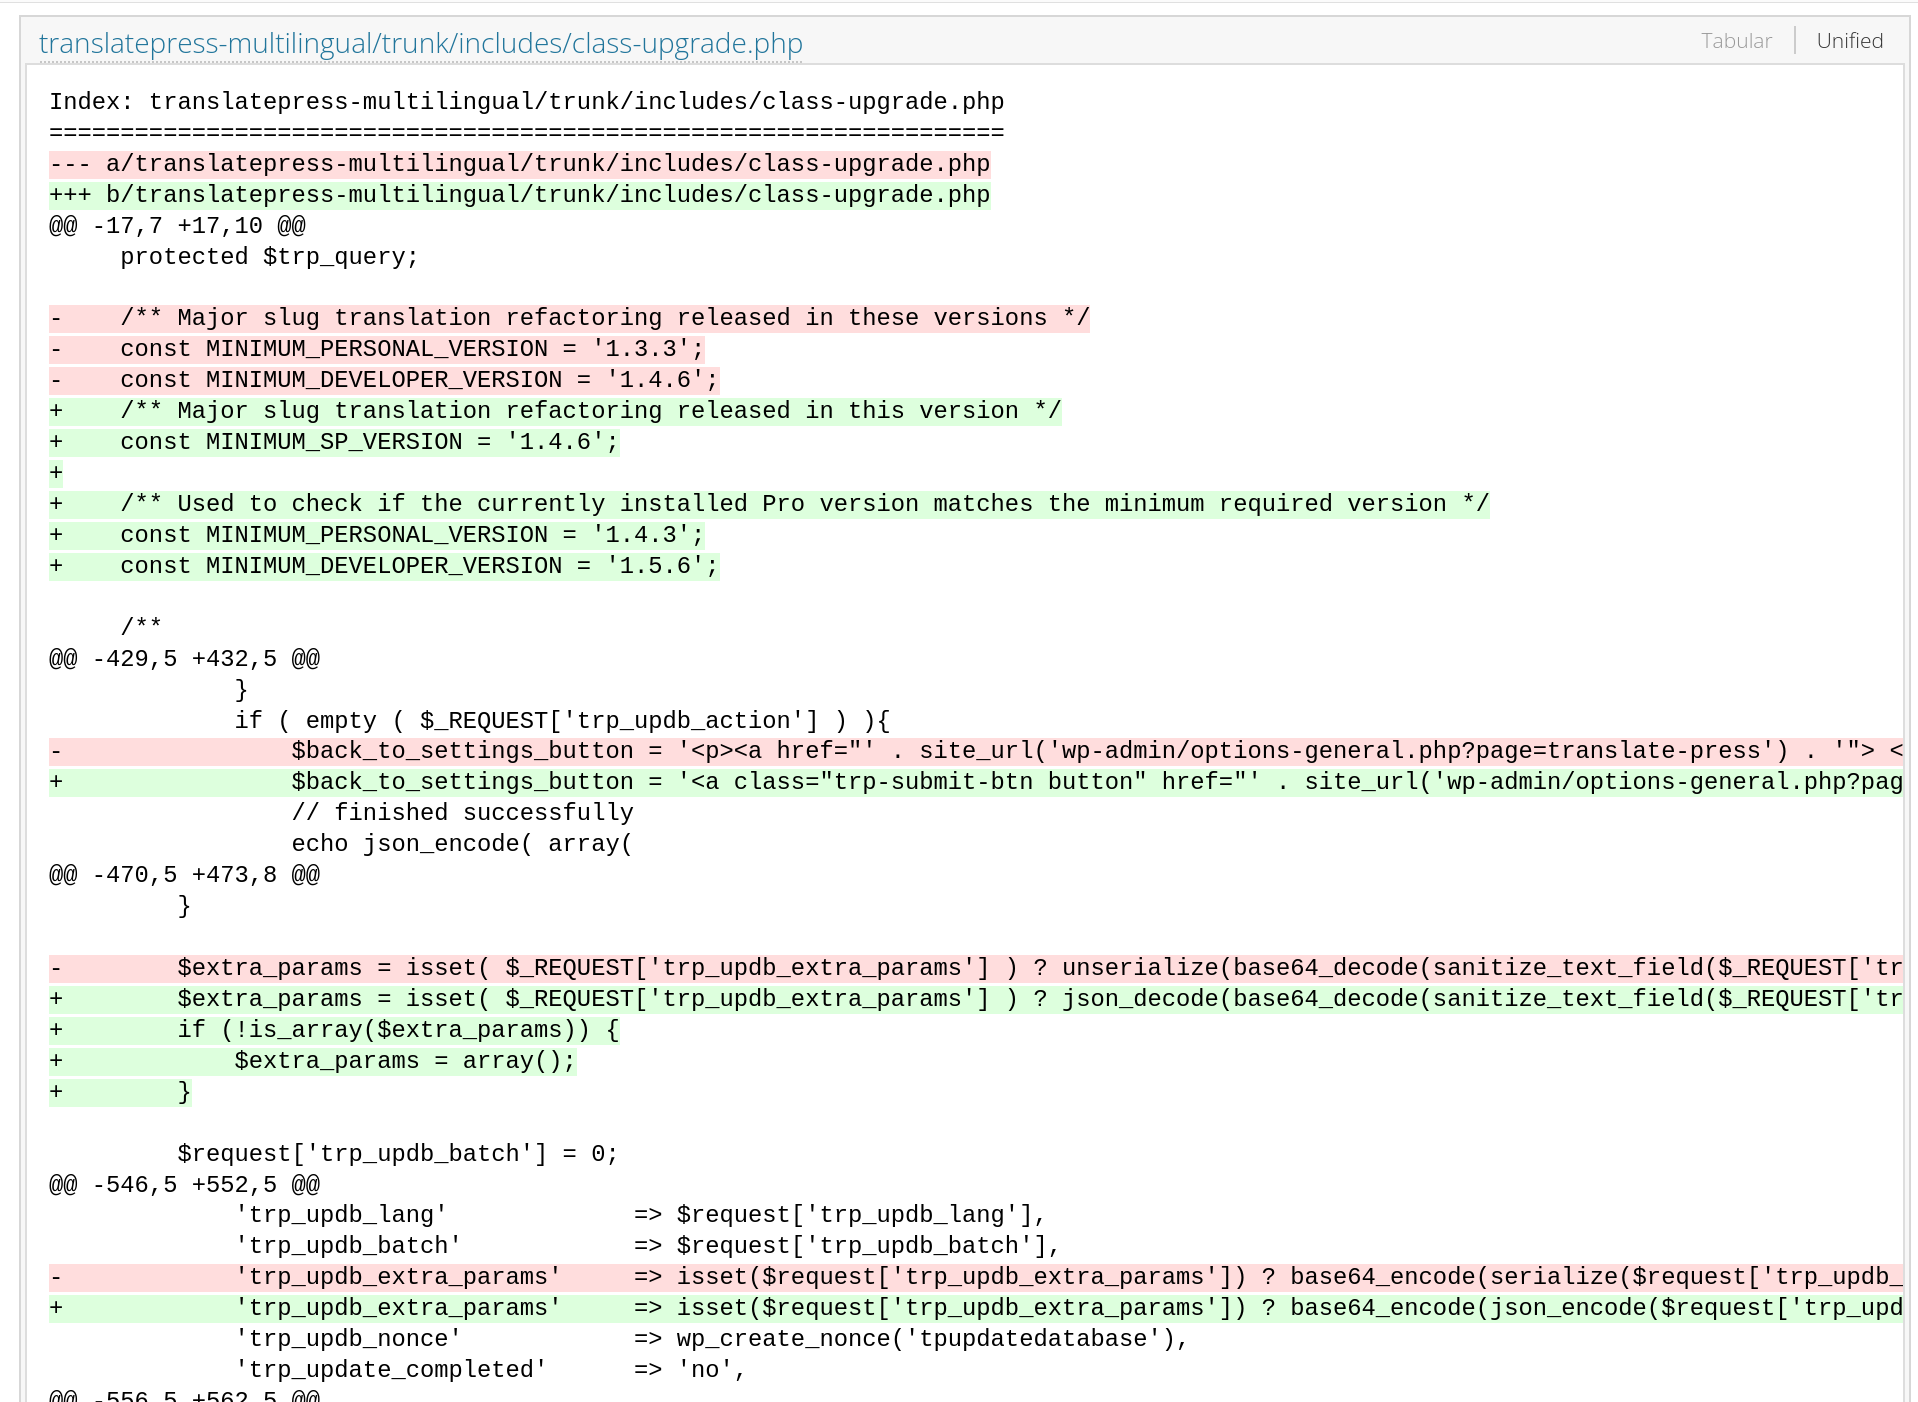 translatepress-multilingual/trunk/includes/class-upgrade.php
Tabular | Unified
Index: translatepress-multilingual/trunk/includes/class-upgrade.php
===================================================================
--- a/translatepress-multilingual/trunk/includes/class-upgrade.php
+++ b/translatepress-multilingual/trunk/includes/class-upgrade.php
@@ -17,7 +17,10 @@
     protected $trp_query;

-    /** Major slug translation refactoring released in these versions */
-    const MINIMUM_PERSONAL_VERSION = '1.3.3';
-    const MINIMUM_DEVELOPER_VERSION = '1.4.6';
+    /** Major slug translation refactoring released in this version */
+    const MINIMUM_SP_VERSION = '1.4.6';
+
+    /** Used to check if the currently installed Pro version matches the minimum required version */
+    const MINIMUM_PERSONAL_VERSION = '1.4.3';
+    const MINIMUM_DEVELOPER_VERSION = '1.5.6';

     /**
@@ -429,5 +432,5 @@
             }
             if ( empty ( $_REQUEST['trp_updb_action'] ) ){
-                $back_to_settings_button = '<p><a href="' . site_url('wp-admin/options-general.php?page=translate-press') . '"> <
+                $back_to_settings_button = '<a class="trp-submit-btn button" href="' . site_url('wp-admin/options-general.php?pag
                 // finished successfully
                 echo json_encode( array(
@@ -470,5 +473,8 @@
         }

-        $extra_params = isset( $_REQUEST['trp_updb_extra_params'] ) ? unserialize(base64_decode(sanitize_text_field($_REQUEST['tr
+        $extra_params = isset( $_REQUEST['trp_updb_extra_params'] ) ? json_decode(base64_decode(sanitize_text_field($_REQUEST['tr
+        if (!is_array($extra_params)) {
+            $extra_params = array();
+        }

         $request['trp_updb_batch'] = 0;
@@ -546,5 +552,5 @@
             'trp_updb_lang'             => $request['trp_updb_lang'],
             'trp_updb_batch'            => $request['trp_updb_batch'],
-            'trp_updb_extra_params'     => isset($request['trp_updb_extra_params']) ? base64_encode(serialize($request['trp_updb_
+            'trp_updb_extra_params'     => isset($request['trp_updb_extra_params']) ? base64_encode(json_encode($request['trp_upd
             'trp_updb_nonce'            => wp_create_nonce('tpupdatedatabase'),
             'trp_update_completed'      => 'no',
@@ -556,5 +562,5 @@